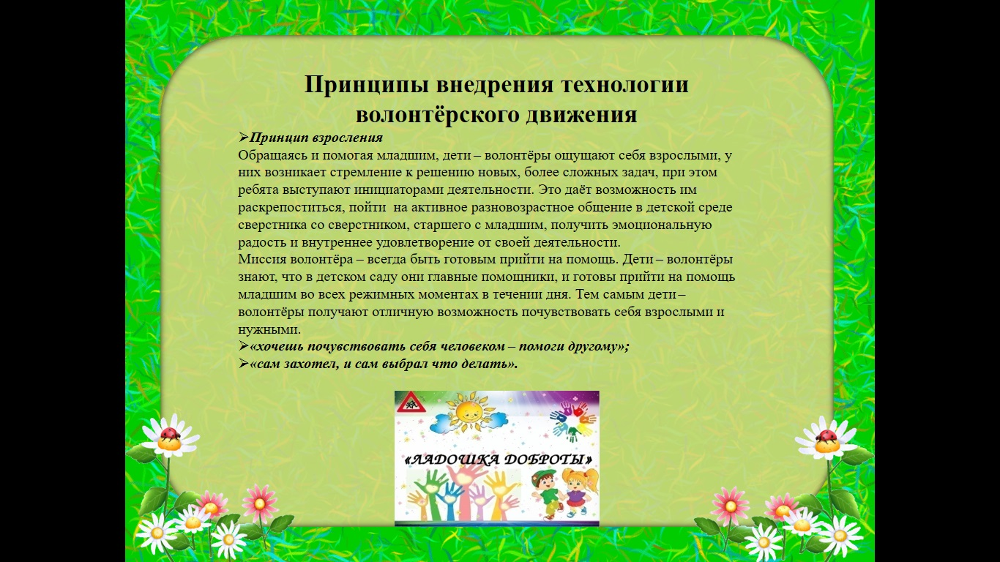 Принципы внедрения технологии
волонтёрского движения
➢Принцип взросления
Обращаясь и помогая младшим, дети – волонтёры ощущают себя взрослыми, у
них возникает стремление к решению новых, более сложных задач, при этом
ребята выступают инициаторами деятельности. Это даёт возможность им
раскрепоститься, пойти  на активное разновозрастное общение в детской среде
сверстника со сверстником, старшего с младшим, получить эмоциональную
радость и внутреннее удовлетворение от своей деятельности.
Миссия волонтёра – всегда быть готовым прийти на помощь. Дети – волонтёры
знают, что в детском саду они главные помощники, и готовы прийти на помощь
младшим во всех режимных моментах в течении дня. Тем самым дети –
волонтёры получают отличную возможность почувствовать себя взрослыми и
нужными.
➢«хочешь почувствовать себя человеком – помоги другому»;
➢«сам захотел, и сам выбрал что делать».
«ЛАДОШКА ДОБРОТЫ»